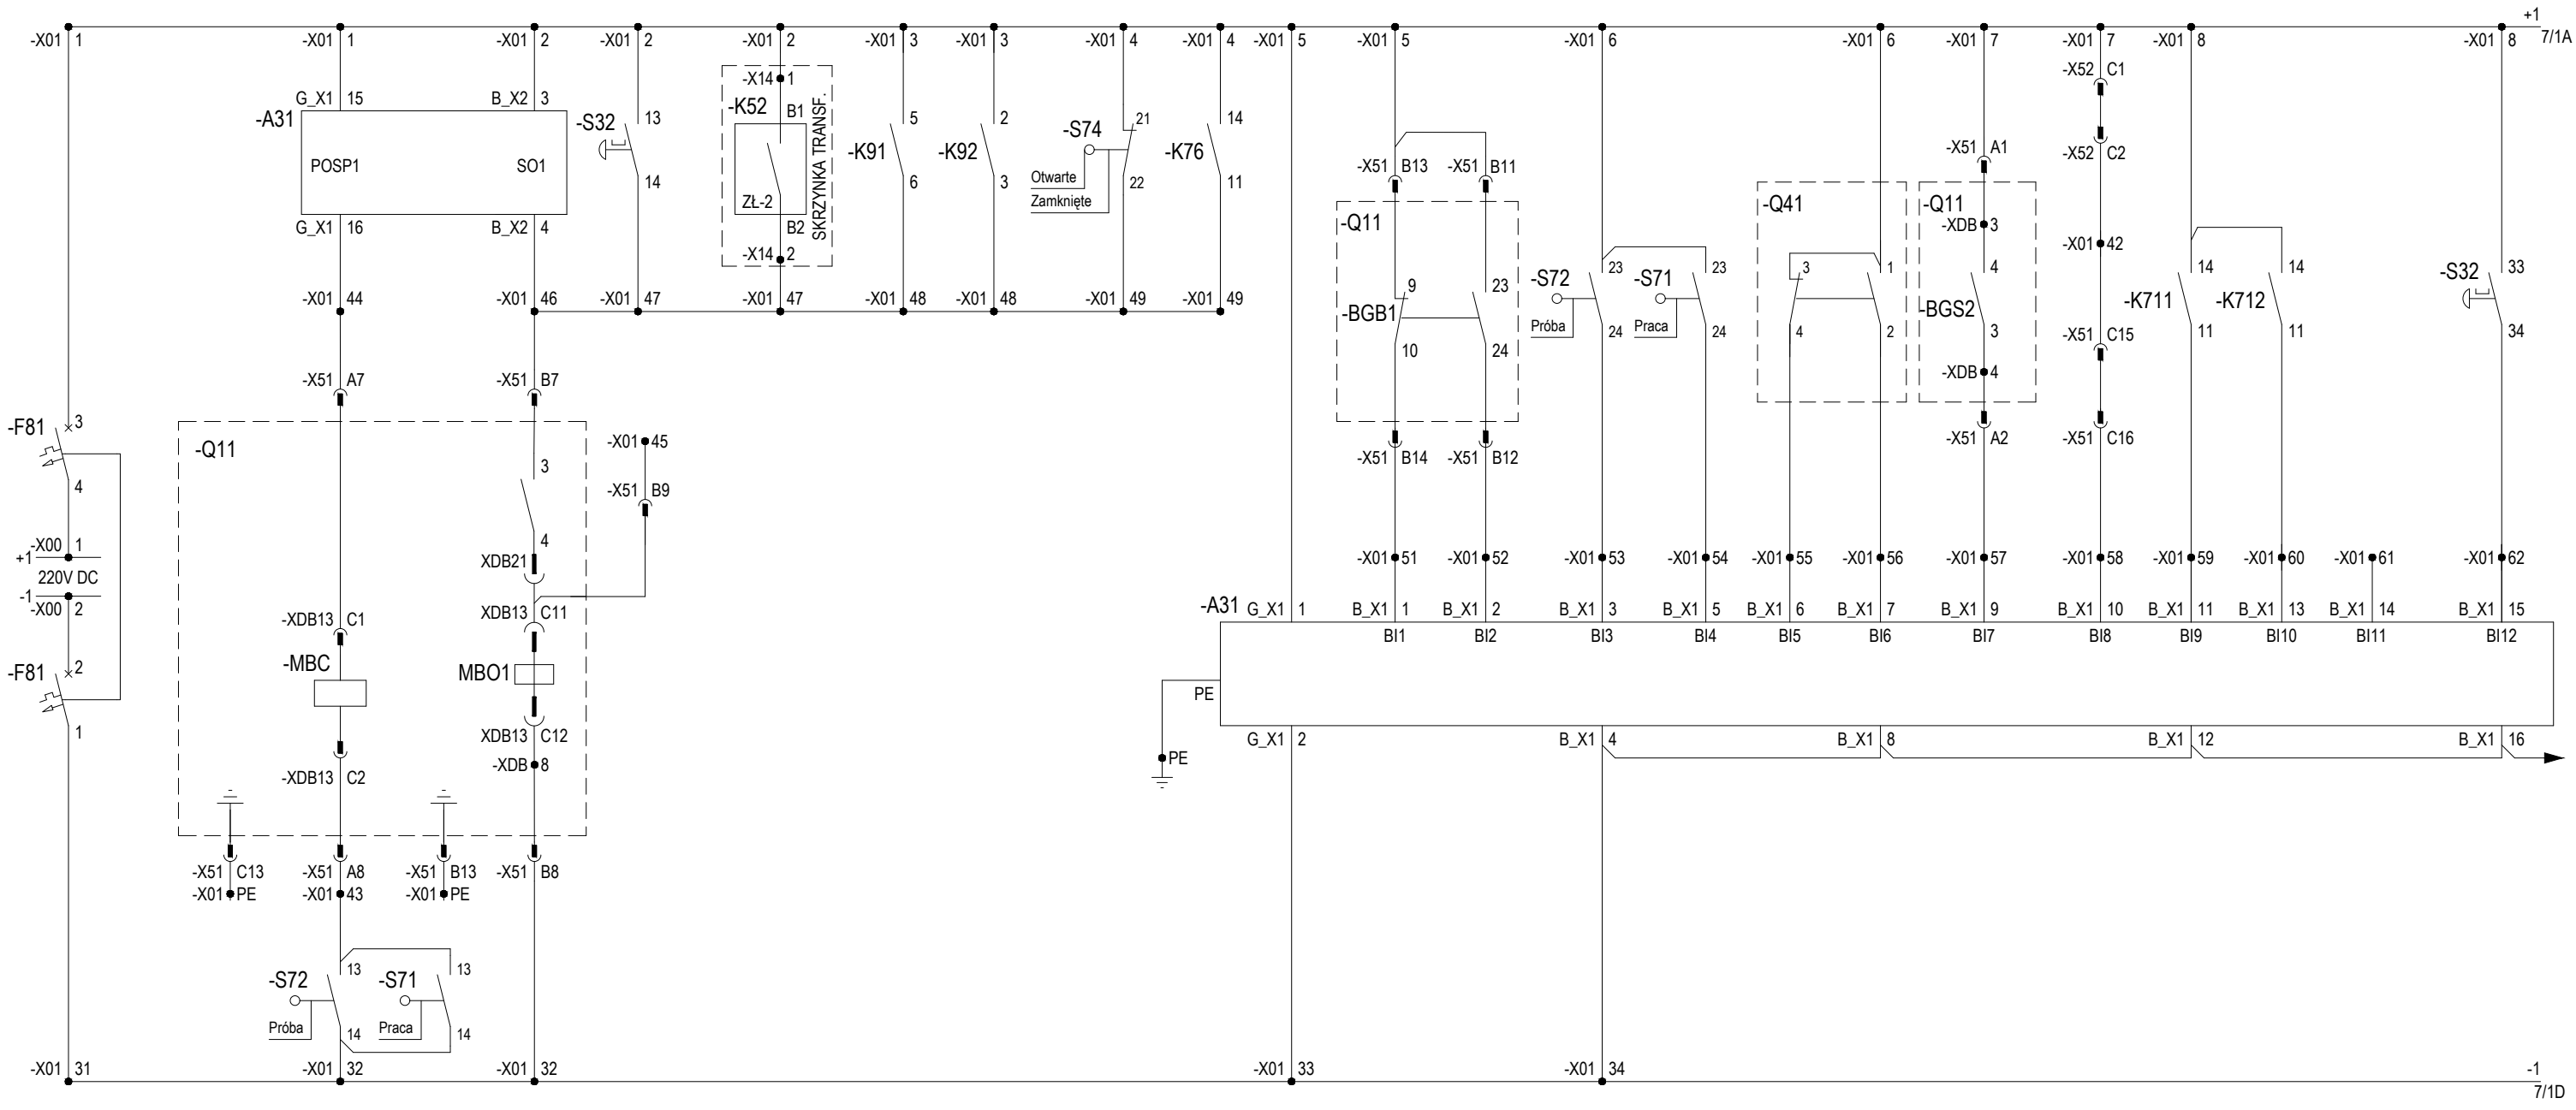 +1
-X01 1
-X01 1
-X01 2
-X01 2
-X01 2
-X01 3
-X01 3
-X01 4
-X01 4
-X01 5
-X01 5
-X01 6
-X01 6
-X01 7
-X01 7
-X01 8
-X01 8
7/1A
-X52 C1
-X14 1
G_X1 15
B_X2 3
-K52
B1
-A31
-S32
13
5
2
21
14
-S74
POSP1
SO1
SKRZYNKA TRANSF.
-K91
-K92
-K76
-X51 A1
-X52 C2
-X51 B13
-X51 B11
14
6
3
Otwarte
22
11
Zamknięte
ZŁ-2
-Q41
-Q11
G_X1 16
B_X2 4
B2
-Q11
-XDB 3
-X14 2
-X01 42
23
23
3
1
4
14
14
33
-S72
-S71
-S32
9
23
-X01 44
-X01 46
-X01 47
-X01 47
-X01 48
-X01 48
-X01 49
-X01 49
-BGB1
-BGS2
-K711
-K712
Próba
24
Praca
24
4
2
3
11
11
34
-X51 C15
10
24
-X51 A7
-X51 B7
-XDB 4
-F81
3
-Q11
-X01 45
-X51 B14
-X51 B12
-X51 A2
-X51 C16
3
4
-X51 B9
4
-X00 1
+1
220V DC
-1
-X00 2
XDB21
-X01 51
-X01 52
-X01 53
-X01 54
-X01 55
-X01 56
-X01 57
-X01 58
-X01 59
-X01 60
-X01 61
-X01 62
-XDB13 C1
XDB13 C11
-A31
G_X1 1
B_X1 1
B_X1 2
B_X1 3
B_X1 5
B_X1 6
B_X1 7
B_X1 9
B_X1 10
B_X1 11
B_X1 13
B_X1 14
B_X1 15
BI1
BI2
BI3
BI4
BI5
BI6
BI7
BI8
BI9
BI10
BI11
BI12
-F81
2
-MBC
MBO1
PE
1
XDB13 C12
G_X1 2
B_X1 4
B_X1 8
B_X1 12
B_X1 16
-XDB 8
PE
-XDB13 C2
-X51 C13
-X51 A8
-X51 B13
-X51 B8
-X01 PE
-X01 43
-X01 PE
-S72
13
-S71
13
Próba
14
Praca
14
-X01 31
-X01 32
-X01 32
-X01 33
-X01 34
-1
7/1D